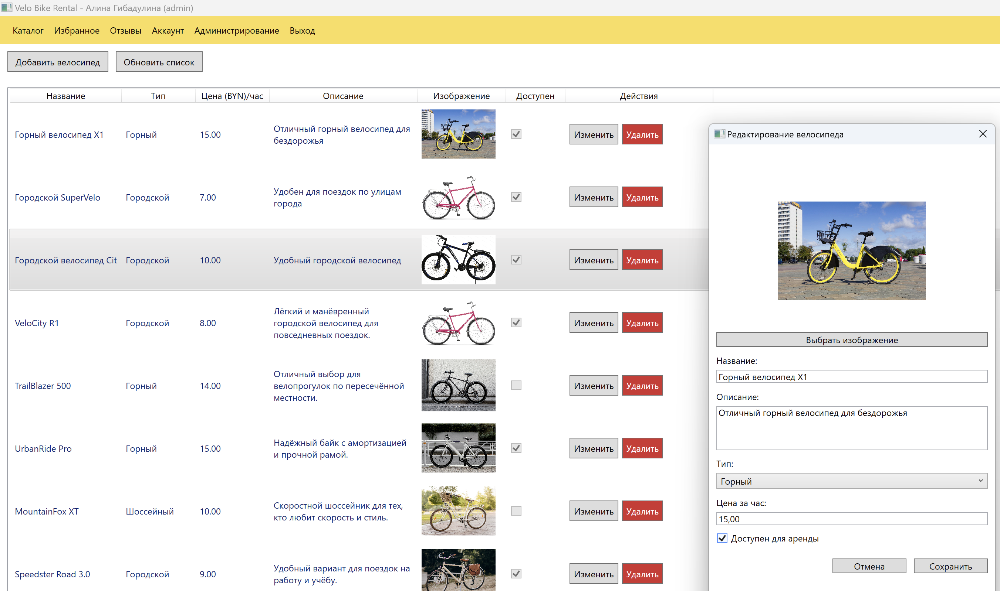 Velo Bike Rental - Алина Гибадулина (admin)
Каталог Избранное Отзывы Аккаунт Администрирование Выход
Добавить велосипед Обновить список
Название Тип Цена (BYN)/час Описание Изображение Доступен Действия
Горный велосипед X1 Горный 15.00 Отличный горный велосипед для
бездорожья
Изменить Удалить
Городской SuperVelo Городской 7.00 Удобен для поездок по улицам
города
Изменить Удалить
Городской велосипед Cit Городской 10.00 Удобный городской велосипед Изменить Удалить
VeloCity R1 Городской 8.00 Лёгкий и манёвренный
городской велосипед для
повседневных поездок.
Изменить Удалить
TrailBlazer 500 Горный 14.00 Отличный выбор для
велопрогулок по пересечённой
местности.
Изменить Удалить
UrbanRide Pro Горный 15.00 Надёжный байк с амортизацией
и прочной рамой.
Изменить Удалить
MountainFox XT Шоссейный 10.00 Скоростной шоссейник для тех,
кто любит скорость и стиль.
Изменить Удалить
Speedster Road 3.0 Городской 9.00 Удобный вариант для поездок на
работу и учёбу.
Изменить Удалить
Редактирование велосипеда
Выбрать изображение
Название:
Горный велосипед X1
Описание:
Отличный горный велосипед для бездорожья
Тип:
Горный
Цена за час:
15,00
Доступен для аренды
Отмена Сохранить